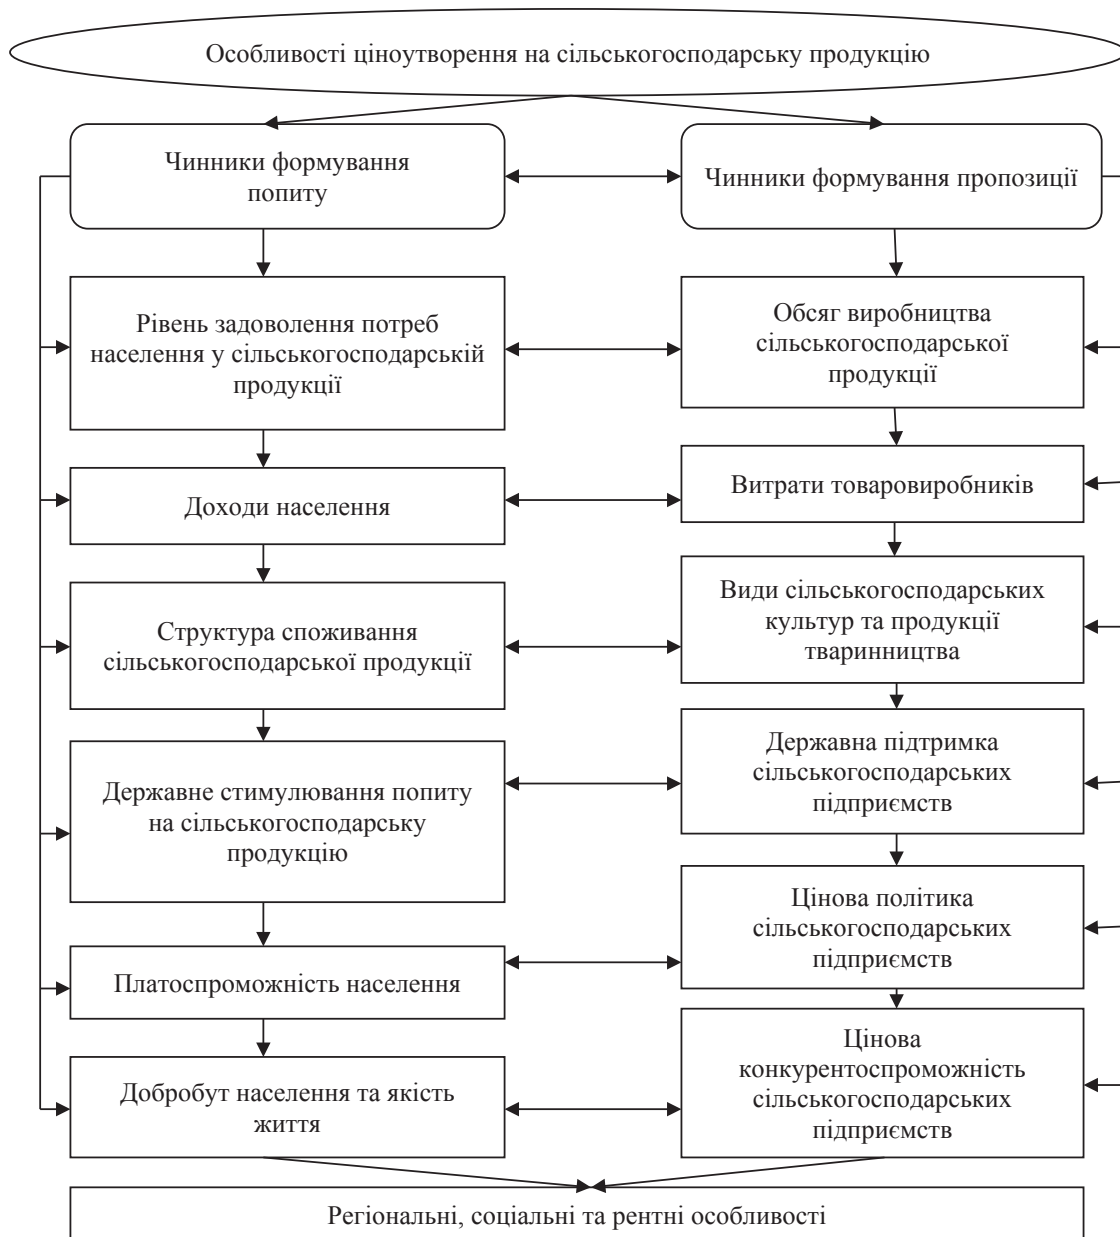 Особливості ціноутворення на сільськогосподарську продукцію
Чинники формування
попиту
Чинники формування пропозиції
Рівень задоволення потреб
населення у сільськогосподарській
продукції
Обсяг виробництва
сільськогосподарської
продукції
Доходи населення
Витрати товаровиробників
Структура споживання
сільськогосподарської продукції
Види сільськогосподарських
культур та продукції
тваринництва
Державне стимулювання попиту
на сільськогосподарську
продукцію
Державна підтримка
сільськогосподарських
підприємств
Платоспроможність населення
Цінова політика
сільськогосподарських
підприємств
Добробут населення та якість
життя
Цінова
конкурентоспроможність
сільськогосподарських
підприємств
Регіональні, соціальні та рентні особливості